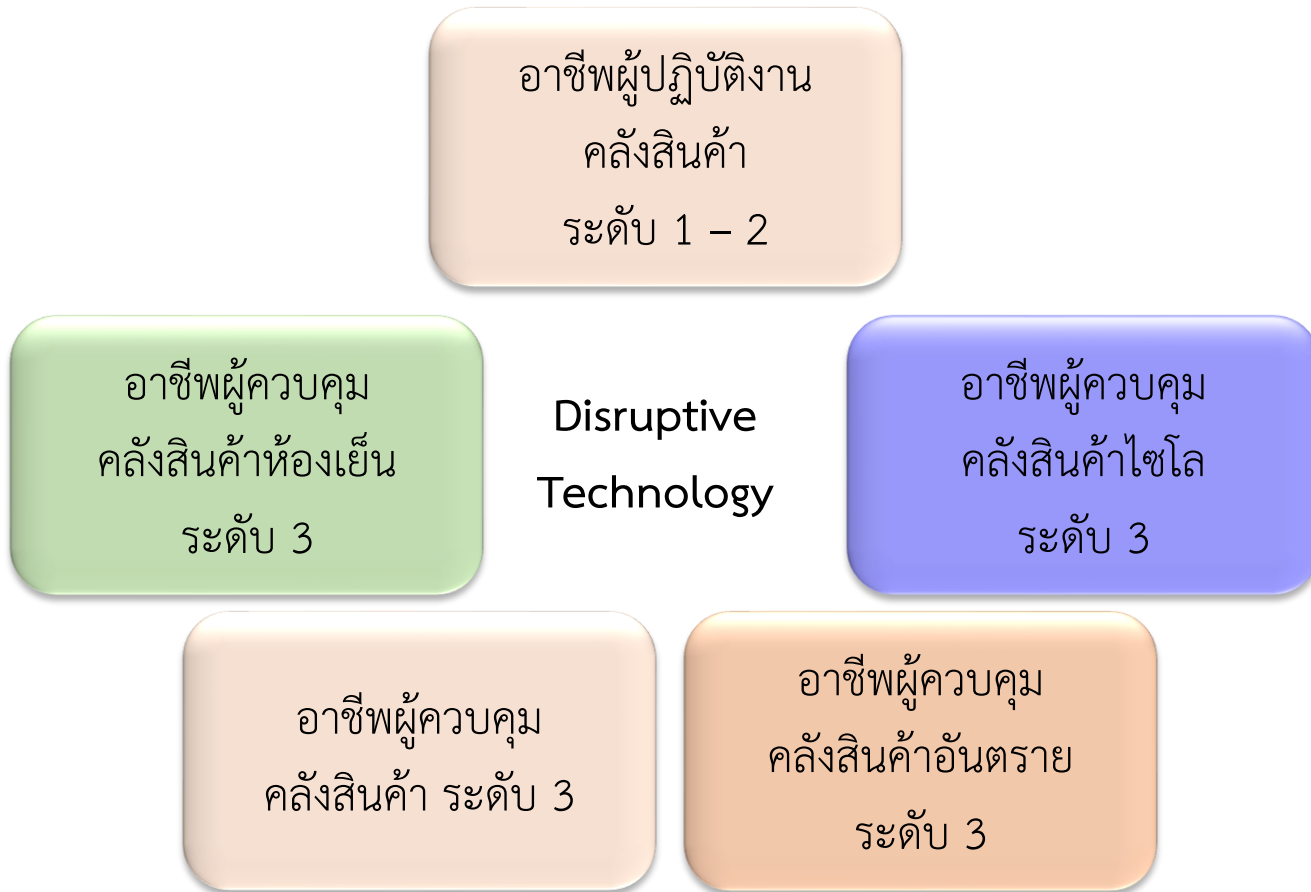 อาชีพผู้ปฏิบัติงาน
คลังสินค้า
ระดับ 1 – 2
อาชีพผู้ควบคุม
คลังสินค้าห้องเย็น
ระดับ 3
Disruptive
Technology
อาชีพผู้ควบคุม
คลังสินค้าไซโล
ระดับ 3
อาชีพผู้ควบคุม
คลังสินค้า ระดับ 3
อาชีพผู้ควบคุม
คลังสินค้าอันตราย
ระดับ 3